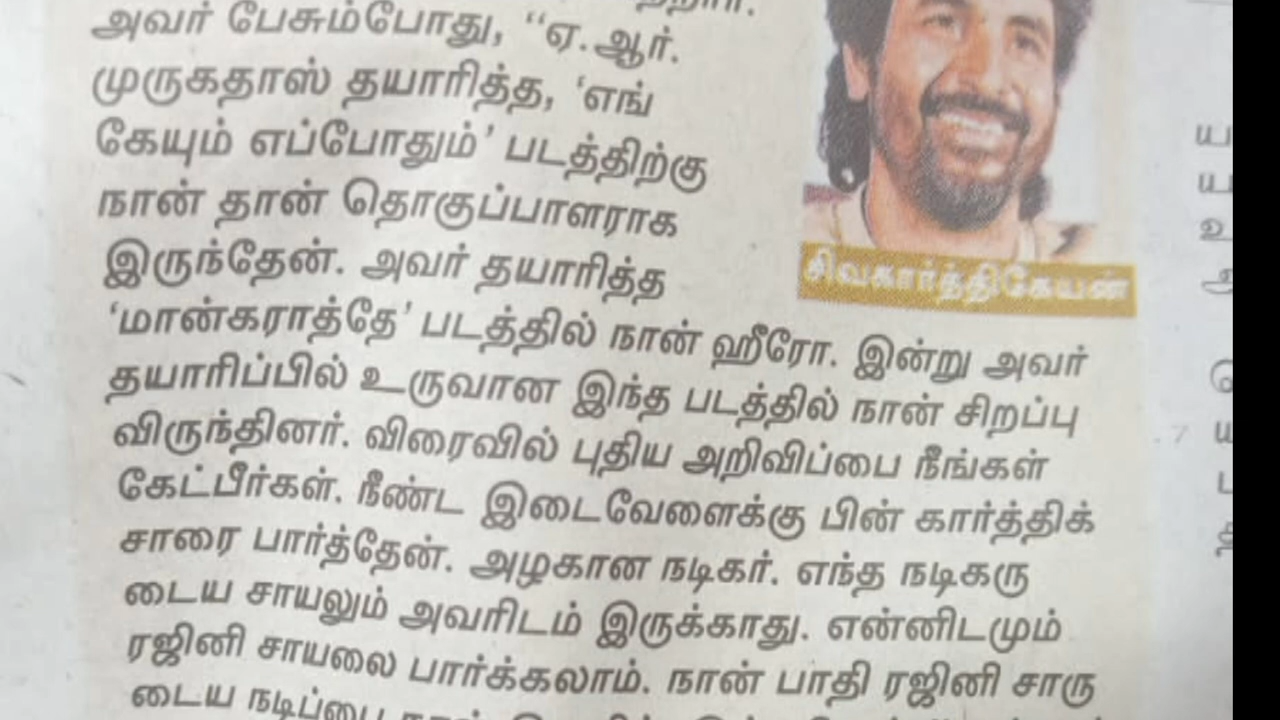 அவர் பேசும்போது, “ஏ.ஆர்.
முருகதாஸ் தயாரித்த, ‘எங்
கேயும் எப்போதும்’ படத்திற்கு
நான் தான் தொகுப்பாளராக
இருந்தேன். அவர் தயாரித்த
சிவகார்த்திகேயன்
‘மான்கராத்தே’ படத்தில் நான் ஹீரோ. இன்று அவர்
தயாரிப்பில் உருவான இந்த படத்தில் நான் சிறப்பு
விருந்தினர். விரைவில் புதிய அறிவிப்பை நீங்கள்
கேட்பீர்கள். நீண்ட இடைவேளைக்கு பின் கார்த்திக்
சாரை பார்த்தேன். அழகான நடிகர். எந்த நடிகரு
டைய சாயலும் அவரிடம் இருக்காது. என்னிடமும்
ரஜினி சாயலை பார்க்கலாம். நான் பாதி ரஜினி சாரு
டைய நடிப்பை